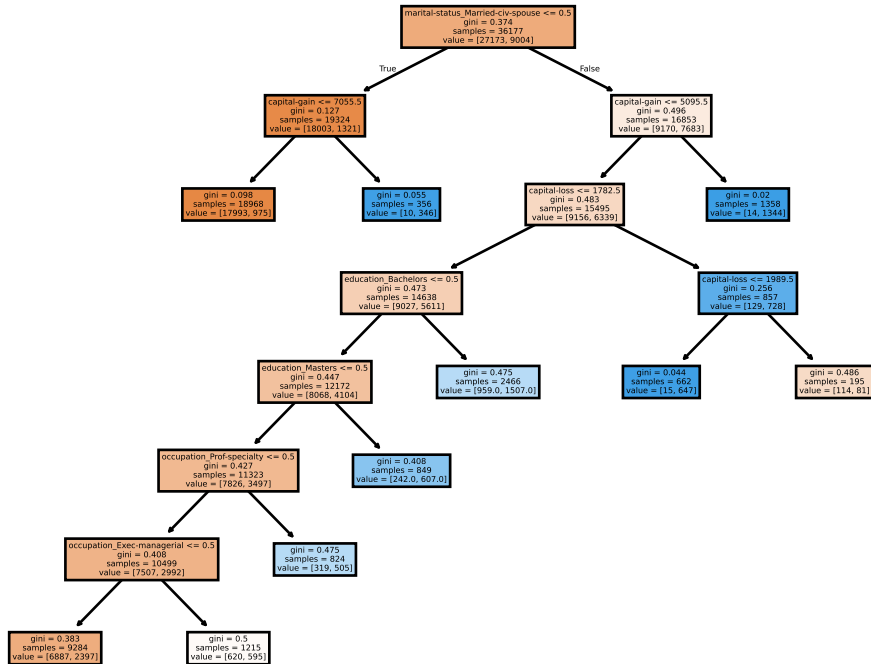 marital-status_Married-civ-spouse <= 0.5
gini = 0.374
samples = 36177
value = [27173, 9004]
True
False
capital-gain <= 7055.5
gini = 0.127
samples = 19324
value = [18003, 1321]
capital-gain <= 5095.5
gini = 0.496
samples = 16853
value = [9170, 7683]
gini = 0.098
samples = 18968
value = [17993, 975]
gini = 0.055
samples = 356
value = [10, 346]
capital-loss <= 1782.5
gini = 0.483
samples = 15495
value = [9156, 6339]
gini = 0.02
samples = 1358
value = [14, 1344]
education_Bachelors <= 0.5
gini = 0.473
samples = 14638
value = [9027, 5611]
capital-loss <= 1989.5
gini = 0.256
samples = 857
value = [129, 728]
education_Masters <= 0.5
gini = 0.447
samples = 12172
value = [8068, 4104]
gini = 0.475
samples = 2466
value = [959.0, 1507.0]
gini = 0.044
samples = 662
value = [15, 647]
gini = 0.486
samples = 195
value = [114, 81]
occupation_Prof-specialty <= 0.5
gini = 0.427
samples = 11323
value = [7826, 3497]
gini = 0.408
samples = 849
value = [242.0, 607.0]
occupation_Exec-managerial <= 0.5
gini = 0.408
samples = 10499
value = [7507, 2992]
gini = 0.475
samples = 824
value = [319, 505]
gini = 0.383
samples = 9284
value = [6887, 2397]
gini = 0.5
samples = 1215
value = [620, 595]